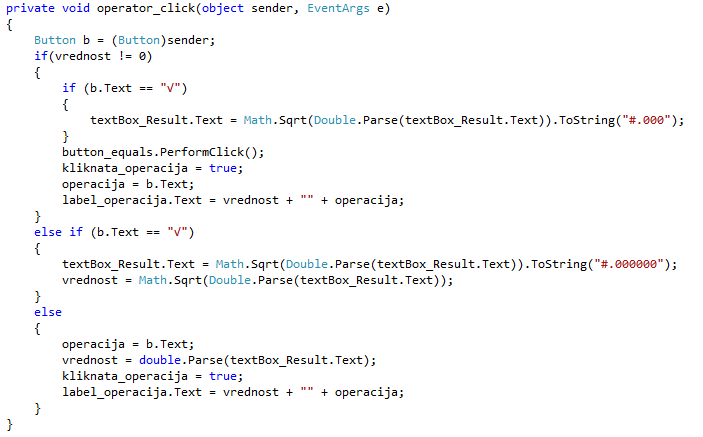 private void operator_click(object sender, EventArgs e)
{
    Button b = (Button)sender;
    if(vrednost != 0)
    {
        if (b.Text == "√")
        {
            textBox_Result.Text = Math.Sqrt(Double.Parse(textBox_Result.Text)).ToString("#.000");
        }
        button_equals.PerformClick();
        kliknata_operacija = true;
        operacija = b.Text;
        label_operacija.Text = vrednost + "" + operacija;
    }
    else if (b.Text == "√")
    {
        textBox_Result.Text = Math.Sqrt(Double.Parse(textBox_Result.Text)).ToString("#.000000");
        vrednost = Math.Sqrt(Double.Parse(textBox_Result.Text));
    }
    else
    {
        operacija = b.Text;
        vrednost = double.Parse(textBox_Result.Text);
        kliknata_operacija = true;
        label_operacija.Text = vrednost + "" + operacija;
    }
}